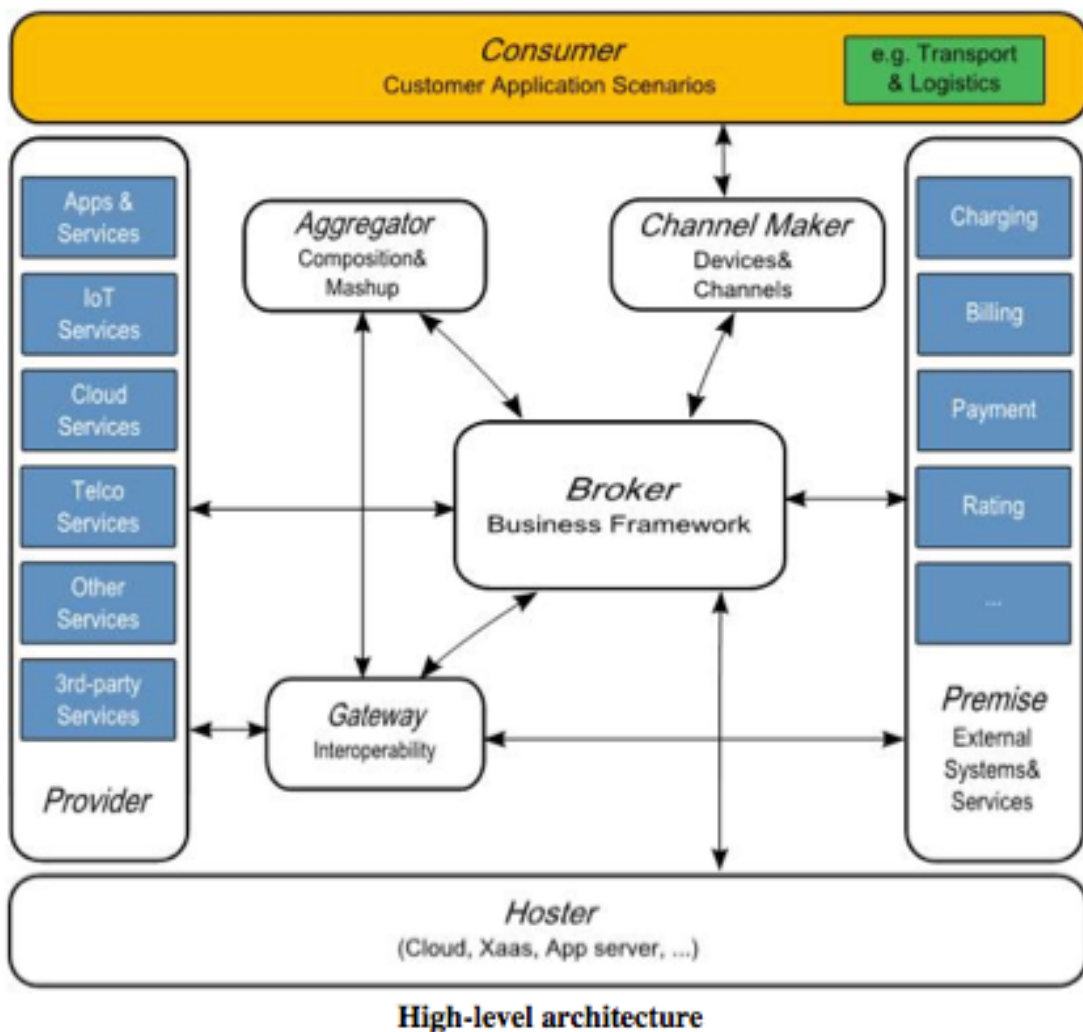 Consumer
Customer Application Scenarios
e.g. Transport
& Logistics
Apps &
Services
IoT
Services
Cloud
Services
Telco
Services
Other
Services
3rd-party
Services
Provider
Aggregator
Composition&
Mashup
Channel Maker
Devices&
Channels
Broker
Business Framework
Gateway
Interoperability
Charging
Billing
Payment
Rating
...
Premise
External
Systems&
Services
Hoster
(Cloud, Xaas, App server, ...)
High-level architecture